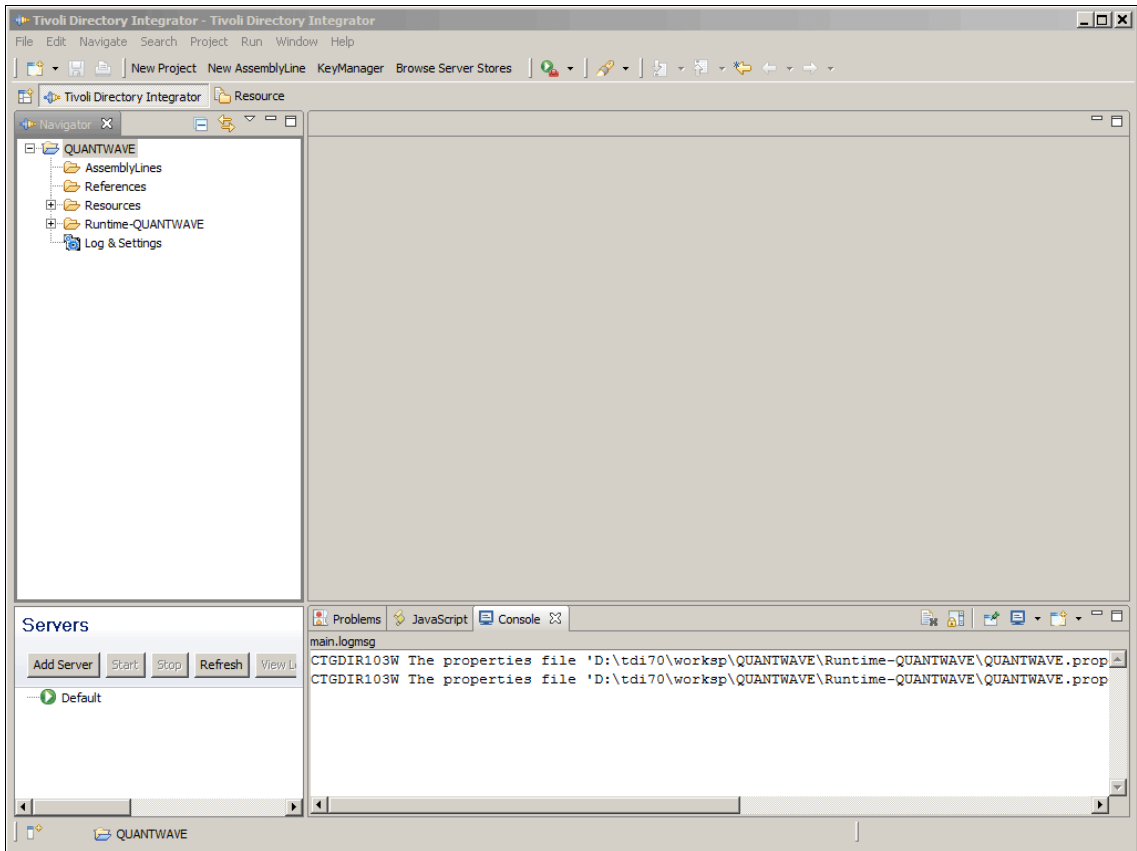 Tivoli Directory Integrator - Tivoli Directory Integrator
File Edit Navigate Search Project Run Window Help
New Project New AssemblyLine KeyManager Browse Server Stores
Tivoli Directory Integrator Resource
Navigator
QUANTWAVE
AssemblyLines
References
Resources
Runtime-QUANTWAVE
Log & Settings
Servers
Add Server Start Stop Refresh View L
Default
Problems JavaScript Console
main.logmsg
CTGDIR103W The properties file 'D:\tdi70\worksp\QUANTWAVE\Runtime-QUANTWAVE\QUANTWAVE.prop
CTGDIR103W The properties file 'D:\tdi70\worksp\QUANTWAVE\Runtime-QUANTWAVE\QUANTWAVE.prop
QUANTWAVE